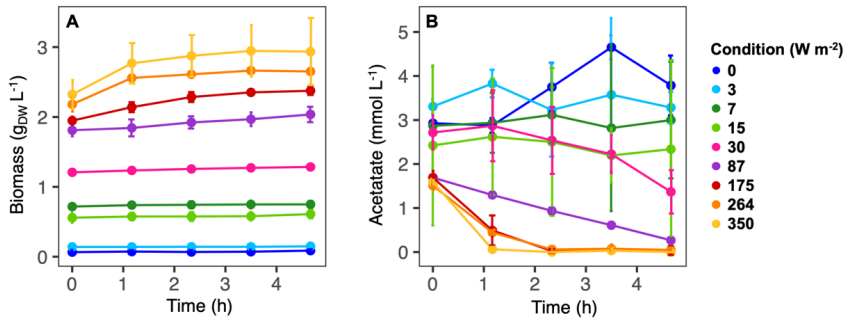 A
Biomass (gDW L-1)
3
2
1
0
0 1 2 3 4
Time (h)
B
Acetatate (mmol L-1)
5
4
3
2
1
0
0 1 2 3 4
Time (h)
Condition (W m-2)
0
3
7
15
30
87
175
264
350